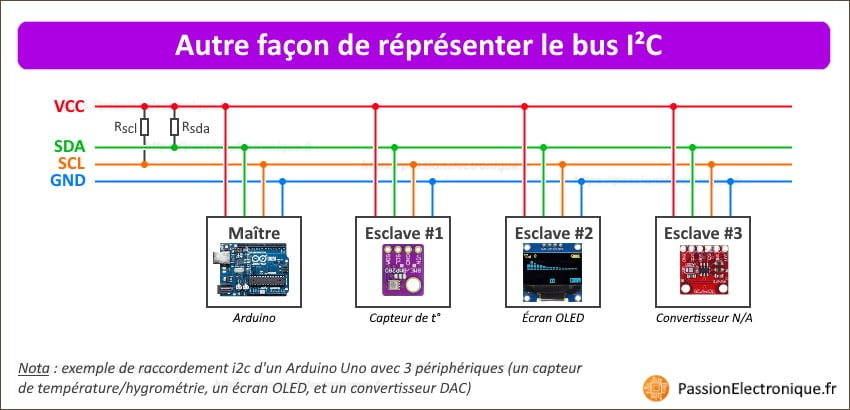 Autre façon de réprésenter le bus I²C
VCC
Rscl
Rsda
SDA
SCL
GND
Maître
Esclave #1
Esclave #2
Esclave #3
Arduino
Capteur de t°
Écran OLED
Convertisseur N/A
Nota : exemple de raccordement i2c d'un Arduino Uno avec 3 périphériques (un capteur
de température/hygrométrie, un écran OLED, et un convertisseur DAC)
PassionElectronique.fr